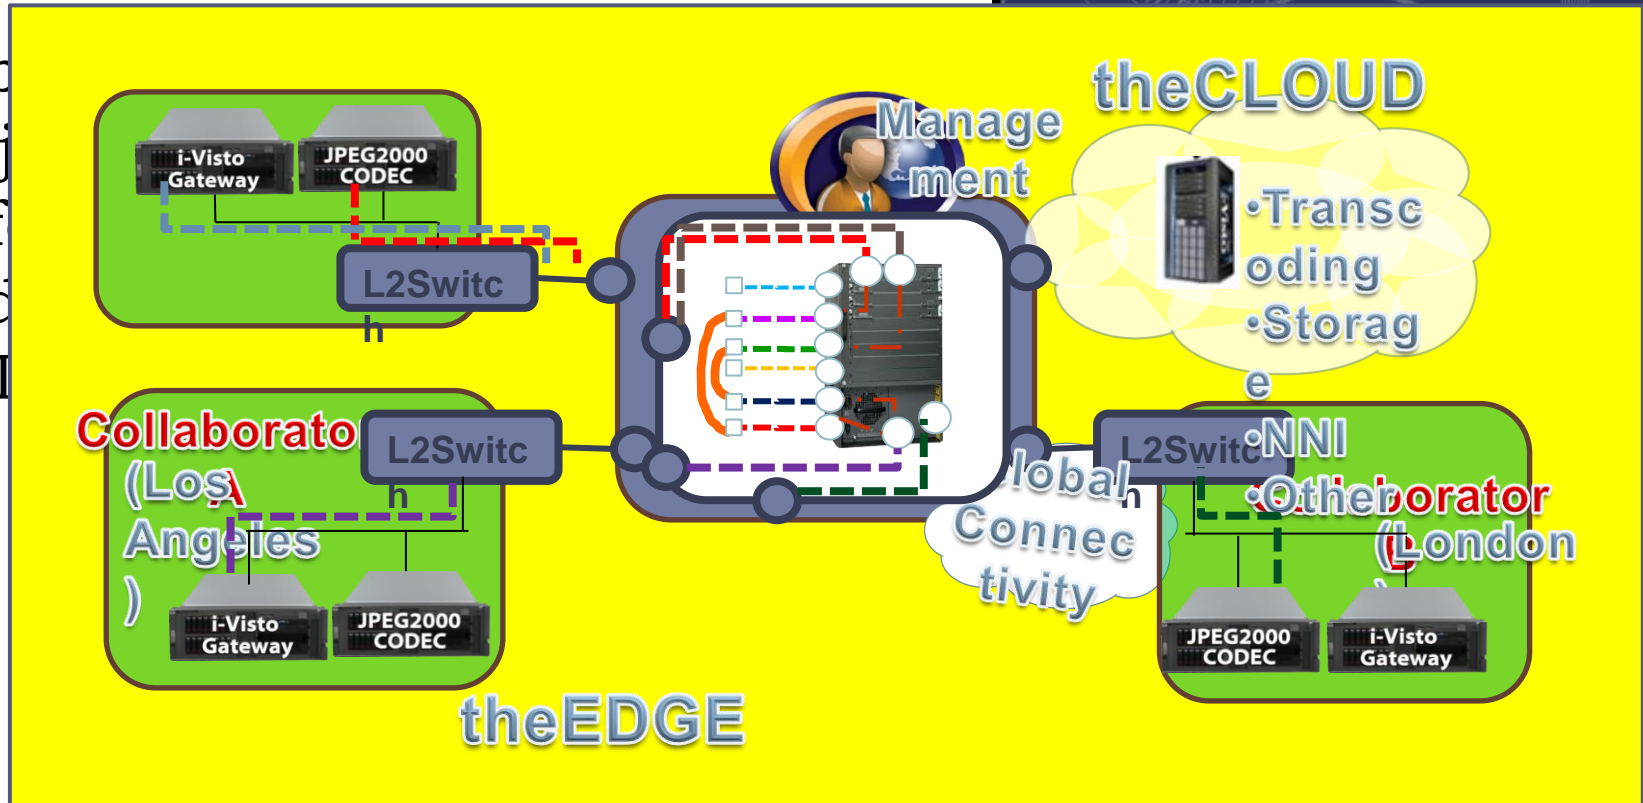 theCLOUD
Manage
ment
i-Visto
Gateway
JPEG2000
CODEC
•Transc
oding
•Storag
e
•NNI
•Other
L2Switc
h
Collaborato
A
(Los
Angeles
)
L2Switc
h
i-Visto
Gateway
JPEG2000
CODEC
lobal
Connec
tivity
L2Switc
h
borator
(London
)
JPEG2000
CODEC
i-Visto
Gateway
theEDGE